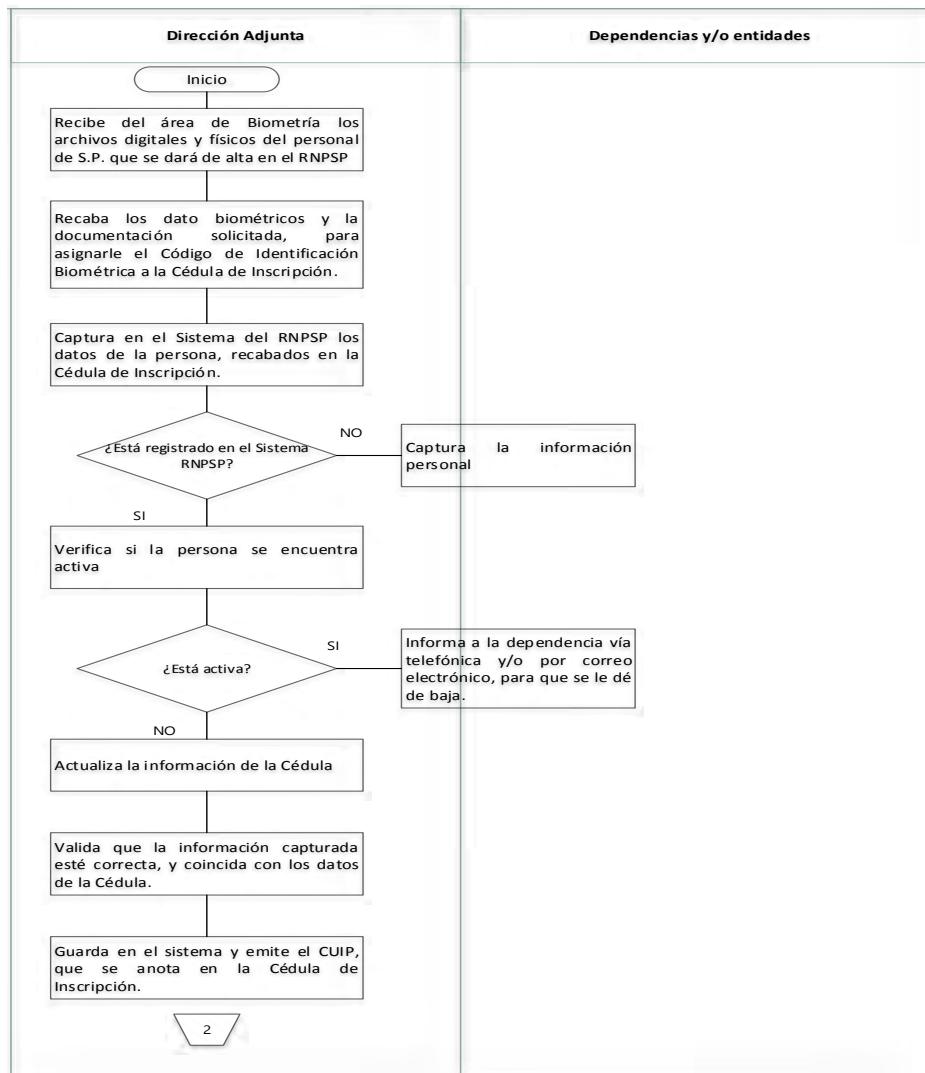 Dirección Adjunta
Dependencias y/o entidades
Inicio
Recibe del área de Biometría los
archivos digitales y físicos del personal
de S.P. que se dará de alta en el RNPSP
Recaba los dato biométricos y la
documentación solicitada, para
asignarle el Código de Identificación
Biométrica a la Cédula de Inscripción.
Captura en el Sistema del RNPSP los
datos de la persona, recabados en la
Cédula de Inscripción.
¿Está registrado en el Sistema
RNPSP?
NO
Captura la información
personal
SI
Verifica si la persona se encuentra
activa
¿Está activa?
SI
Informa a la dependencia vía
telefónica y/o por correo
electrónico, para que se le dé
de baja.
NO
Actualiza la información de la Cédula
Valida que la información capturada
esté correcta, y coincida con los datos
de la Cédula.
Guarda en el sistema y emite el CUIP,
que se anota en la Cédula de
Inscripción.
2